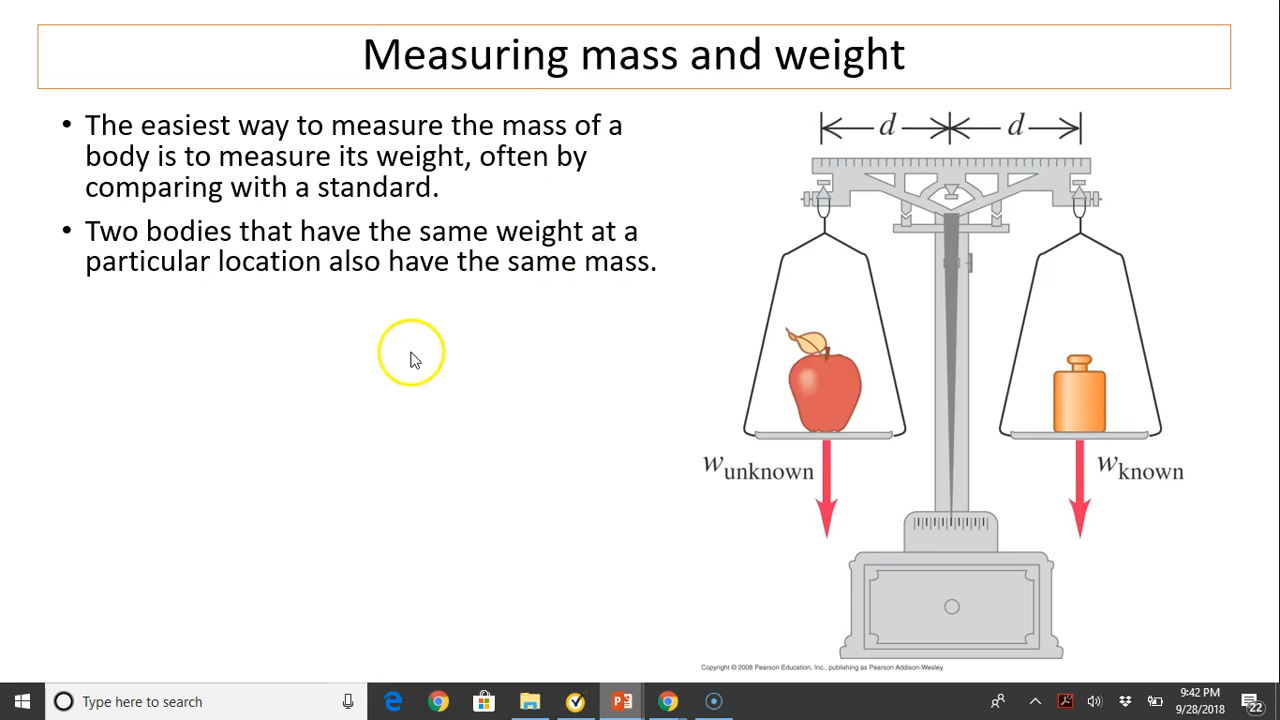 Measuring mass and weight
• The easiest way to measure the mass of a
body is to measure its weight, often by
comparing with a standard.
• Two bodies that have the same weight at a
particular location also have the same mass.
d d
w unknown
w known
Copyright © 2008 Pearson Education, Inc., publishing as Pearson Addison-Wesley.
Type here to search
9:42 PM
9/28/2018
22